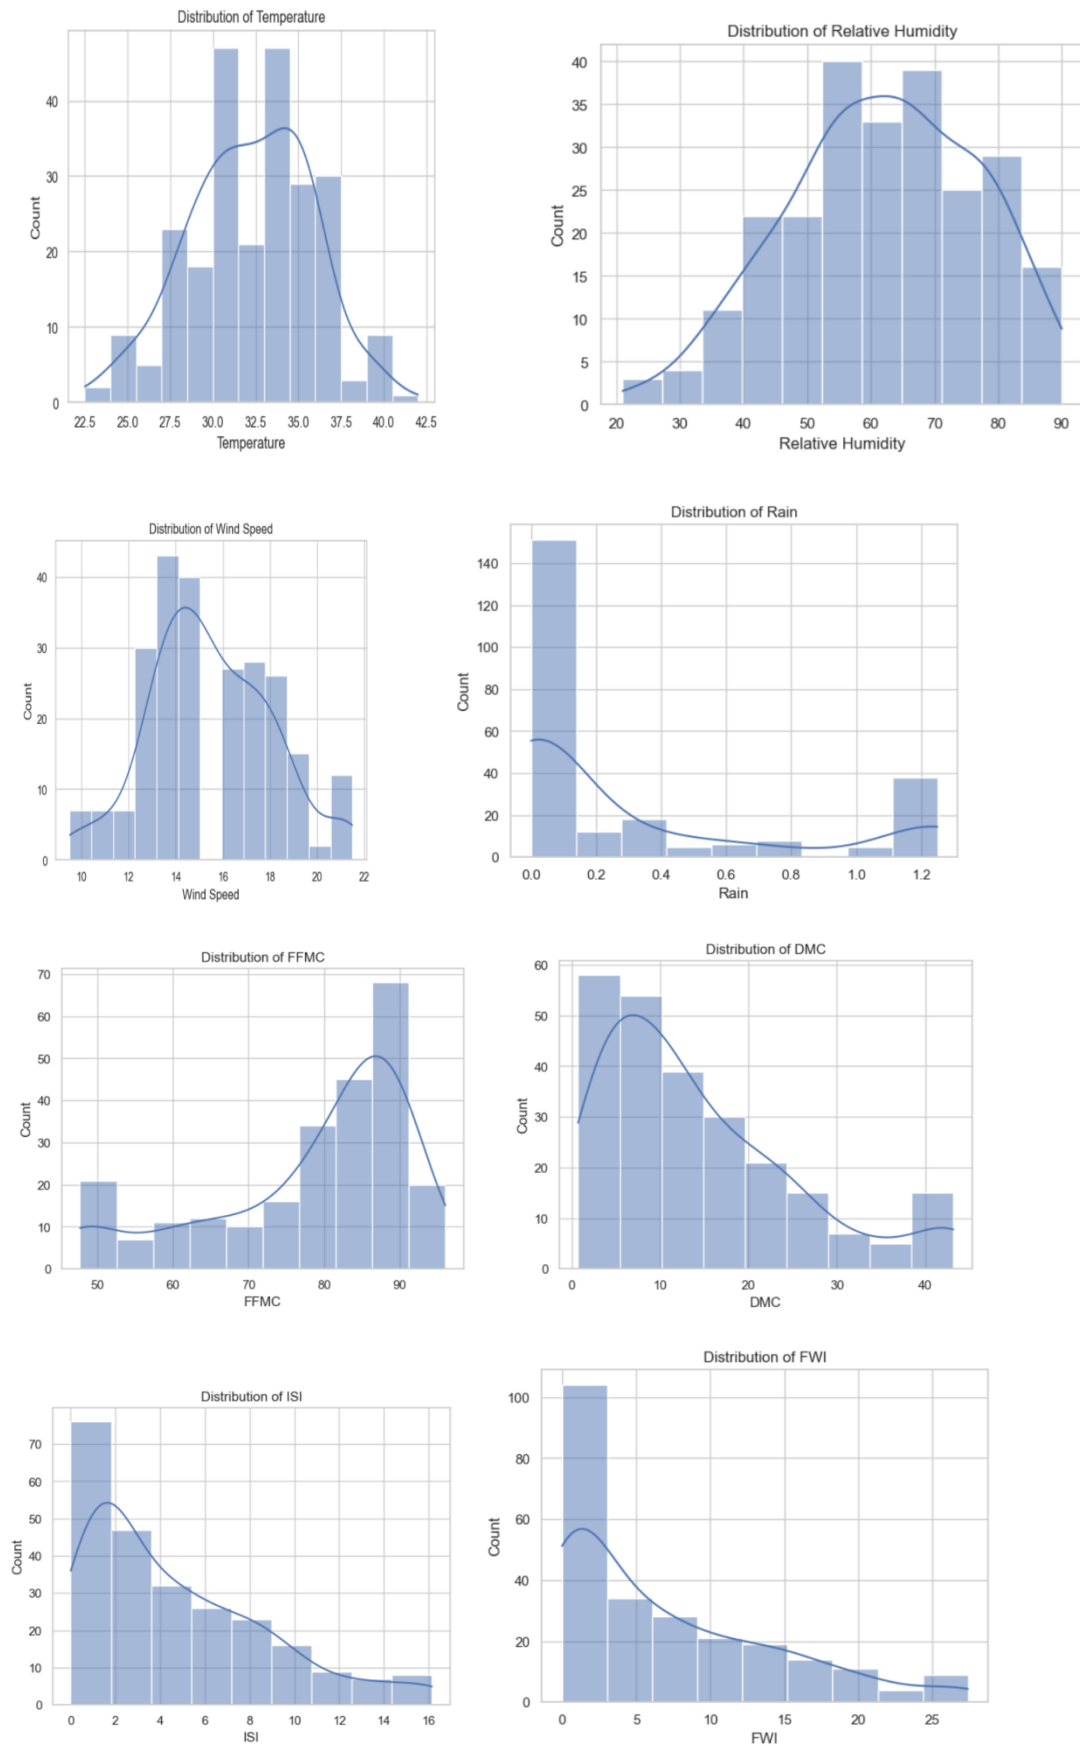 Distribution of Temperature
Count
40
30
20
10
0
22.5 25.0 27.5 30.0 32.5 35.0 37.5 40.0 42.5
Temperature
Distribution of Relative Humidity
Count
40
35
30
25
20
15
10
5
0
20 30 40 50 60 70 80 90
Relative Humidity
Distribution of Wind Speed
Count
40
30
20
10
0
10 12 14 16 18 20 22
Wind Speed
Distribution of Rain
Count
140
120
100
80
60
40
20
0
0.0 0.2 0.4 0.6 0.8 1.0 1.2
Rain
Distribution of FFMC
Count
70
60
50
40
30
20
10
0
50 60 70 80 90
FFMC
Distribution of DMC
Count
60
50
40
30
20
10
0
0 10 20 30 40
DMC
Distribution of ISI
Count
70
60
50
40
30
20
10
0
0 2 4 6 8 10 12 14 16
ISI
Distribution of FWI
Count
100
80
60
40
20
0
0 5 10 15 20 25
FWI